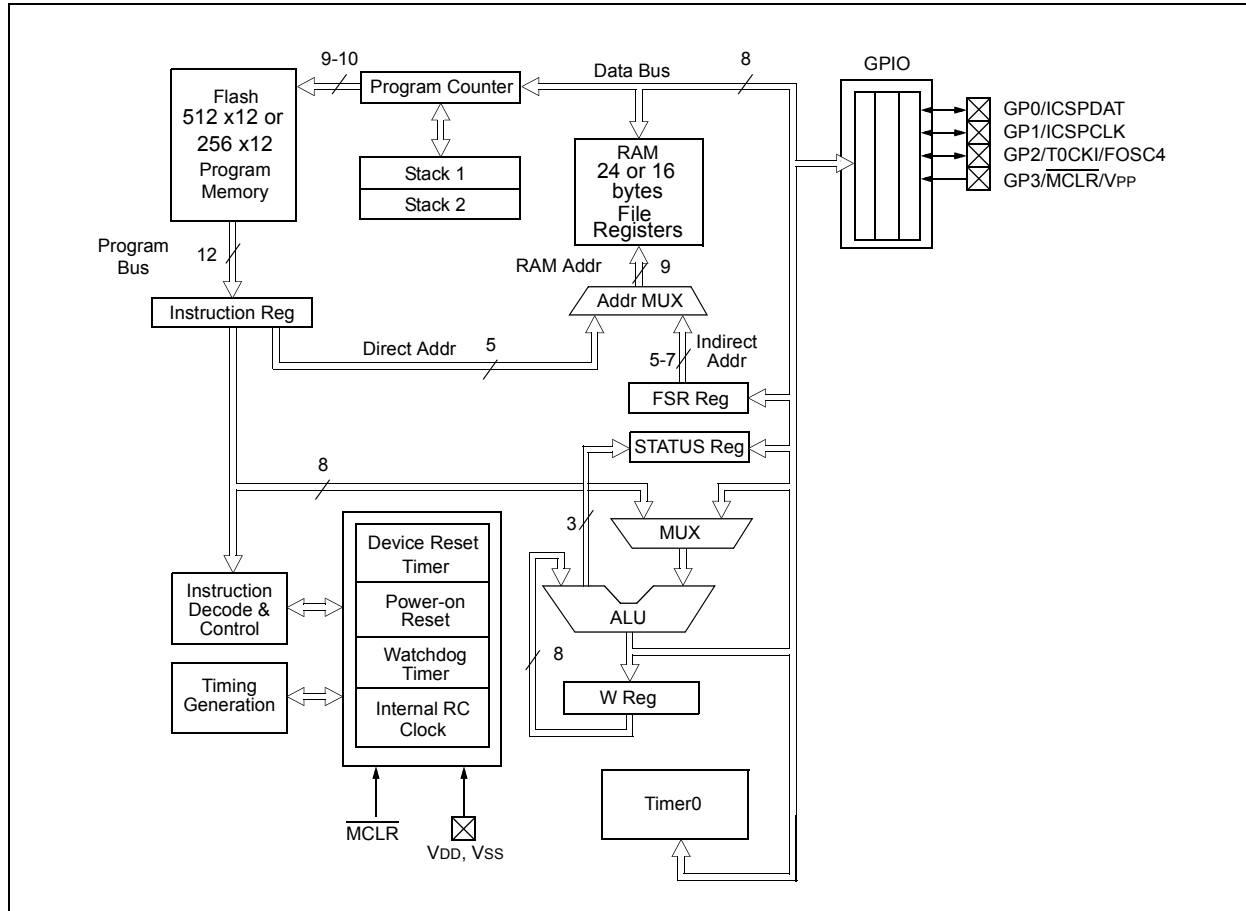 9-10
Flash
512 x12 or
256 x12
Program
Memory
Program Counter
Stack 1
Stack 2
Data Bus
8
RAM
24 or 16
bytes
File
Registers
GPIO
GP0/ICSPDAT
GP1/ICSPCLK
GP2/T0CKI/FOSC4
GP3/MCLR/VPP
Program
Bus
12
RAM Addr
9
Instruction Reg
Addr MUX
Direct Addr
5
5-7
Indirect
Addr
FSR Reg
STATUS Reg
8
3
MUX
Device Reset
Timer
Power-on
Reset
Watchdog
Timer
Internal RC
Clock
Instruction
Decode &
Control
Timing
Generation
ALU
8
W Reg
Timer0
MCLR
VDD, VSS